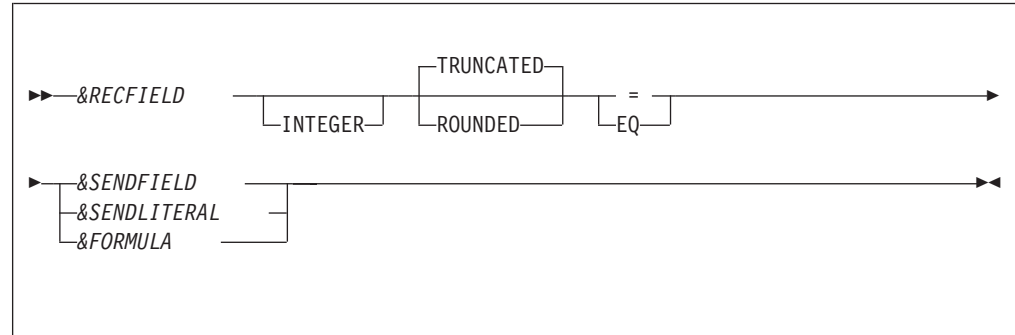 TRUNCATED
&RECFIELD =
INTEGER ROUNDED EQ
&SENDFIELD
&SENDLITERAL
&FORMULA